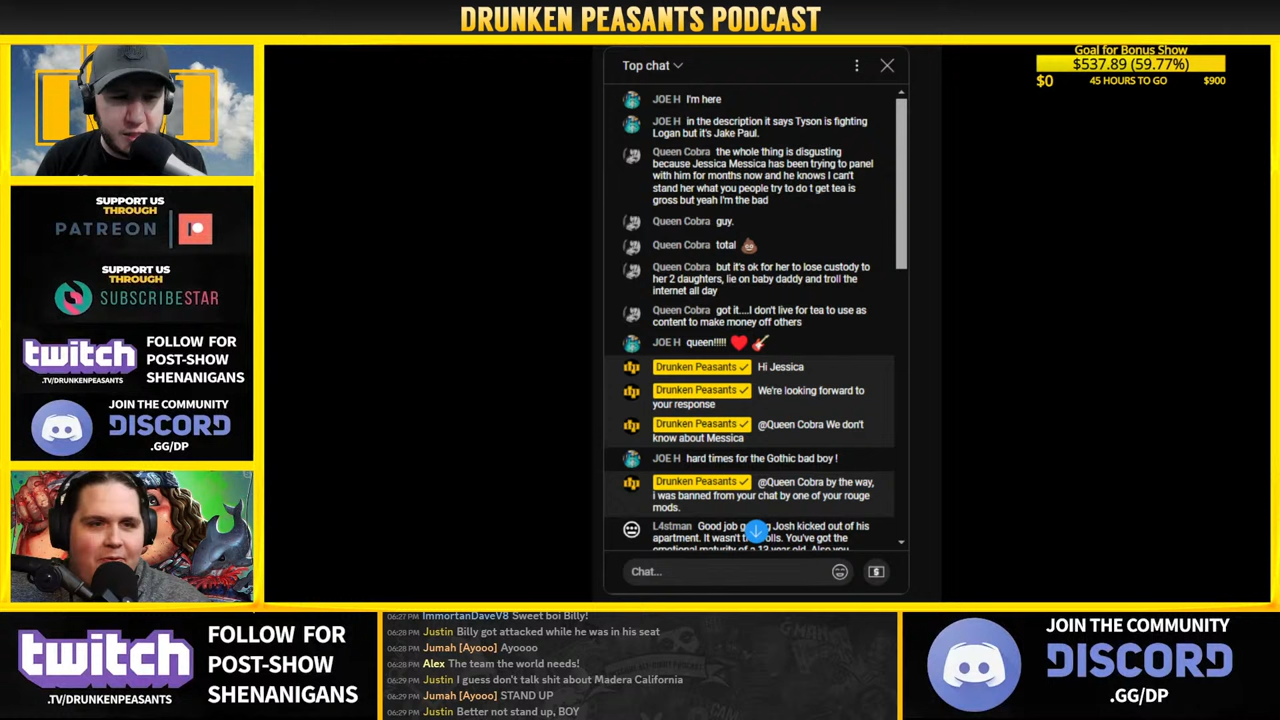 DRUNKEN PEASANTS PODCAST
Goal for Bonus Show
$537.89 (59.77%)
$0 45 HOURS TO GO $900
SUPPORT US
THROUGH
PATREON
SUPPORT US
THROUGH
SUBSCRIBESTAR
twitch
.TV/DRUNKENPEASANTS
FOLLOW FOR
POST-SHOW
SHENANIGANS
JOIN THE COMMUNITY
DISCORD
.GG/DP
Top chat
JOE H I'm here
JOE H in the description it says Tyson is fighting
Logan but it's Jake Paul.
Queen Cobra the whole thing is disgusting
because Jessica Messica has been trying to panel
with him for months now and he knows I can't
stand her what you people try to do t get tea is
gross but yeah I'm the bad
Queen Cobra guy.
Queen Cobra total 💩
Queen Cobra but it's ok for her to lose custody to
her 2 daughters, lie on baby daddy and troll the
internet all day
Queen Cobra got it....I don't live for tea to use as
content to make money off others
JOE H queen!!!!! ❤️ 🎸
Drunken Peasants Hi Jessica
Drunken Peasants We're looking forward to
your response
Drunken Peasants @Queen Cobra We don't
know about Messica
JOE H hard times for the Gothic bad boy !
Drunken Peasants @Queen Cobra by the way,
i was banned from your chat by one of your rouge
mods.
L4stman Good job Josh kicked out of his
apartment. It wasn't You've got the
emotional maturity of a 13 year old. Also you
Chat...
twitch
.TV/DRUNKENPEASANTS
FOLLOW FOR
POST-SHOW
SHENANIGANS
06:27 PM ImmortanDaveV8 Sweet boi Billy!
06:28 PM Justin Billy got attacked while he was in his seat
06:28 PM Jumah [Ayooo] Ayoooo
06:28 PM Alex The team the world needs!
06:29 PM Justin I guess don't talk shit about Madera California
06:29 PM Jumah [Ayooo] STAND UP
06:29 PM Justin Better not stand up, BOY
JOIN THE COMMUNITY
DISCORD
.GG/DP